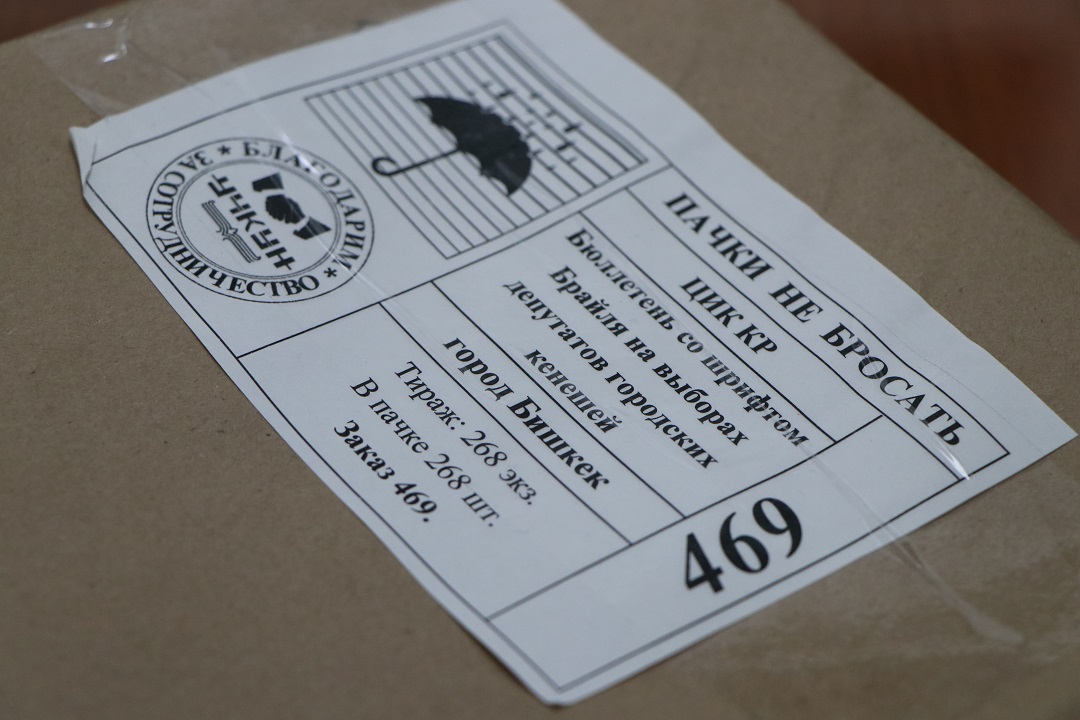 ПАЧКИ НЕ БРОСАТЬ
ЦИК КР
Бюллетень со шрифтом
Брайля на выборах
депутатов городских
кенешей
город Бишкек
Тираж: 268 экз.
В пачке 268 шт.
Заказ 469.
469
БЛАГОДАРИМ
ЗА СОТРУДНИЧЕСТВО
УЧКУН